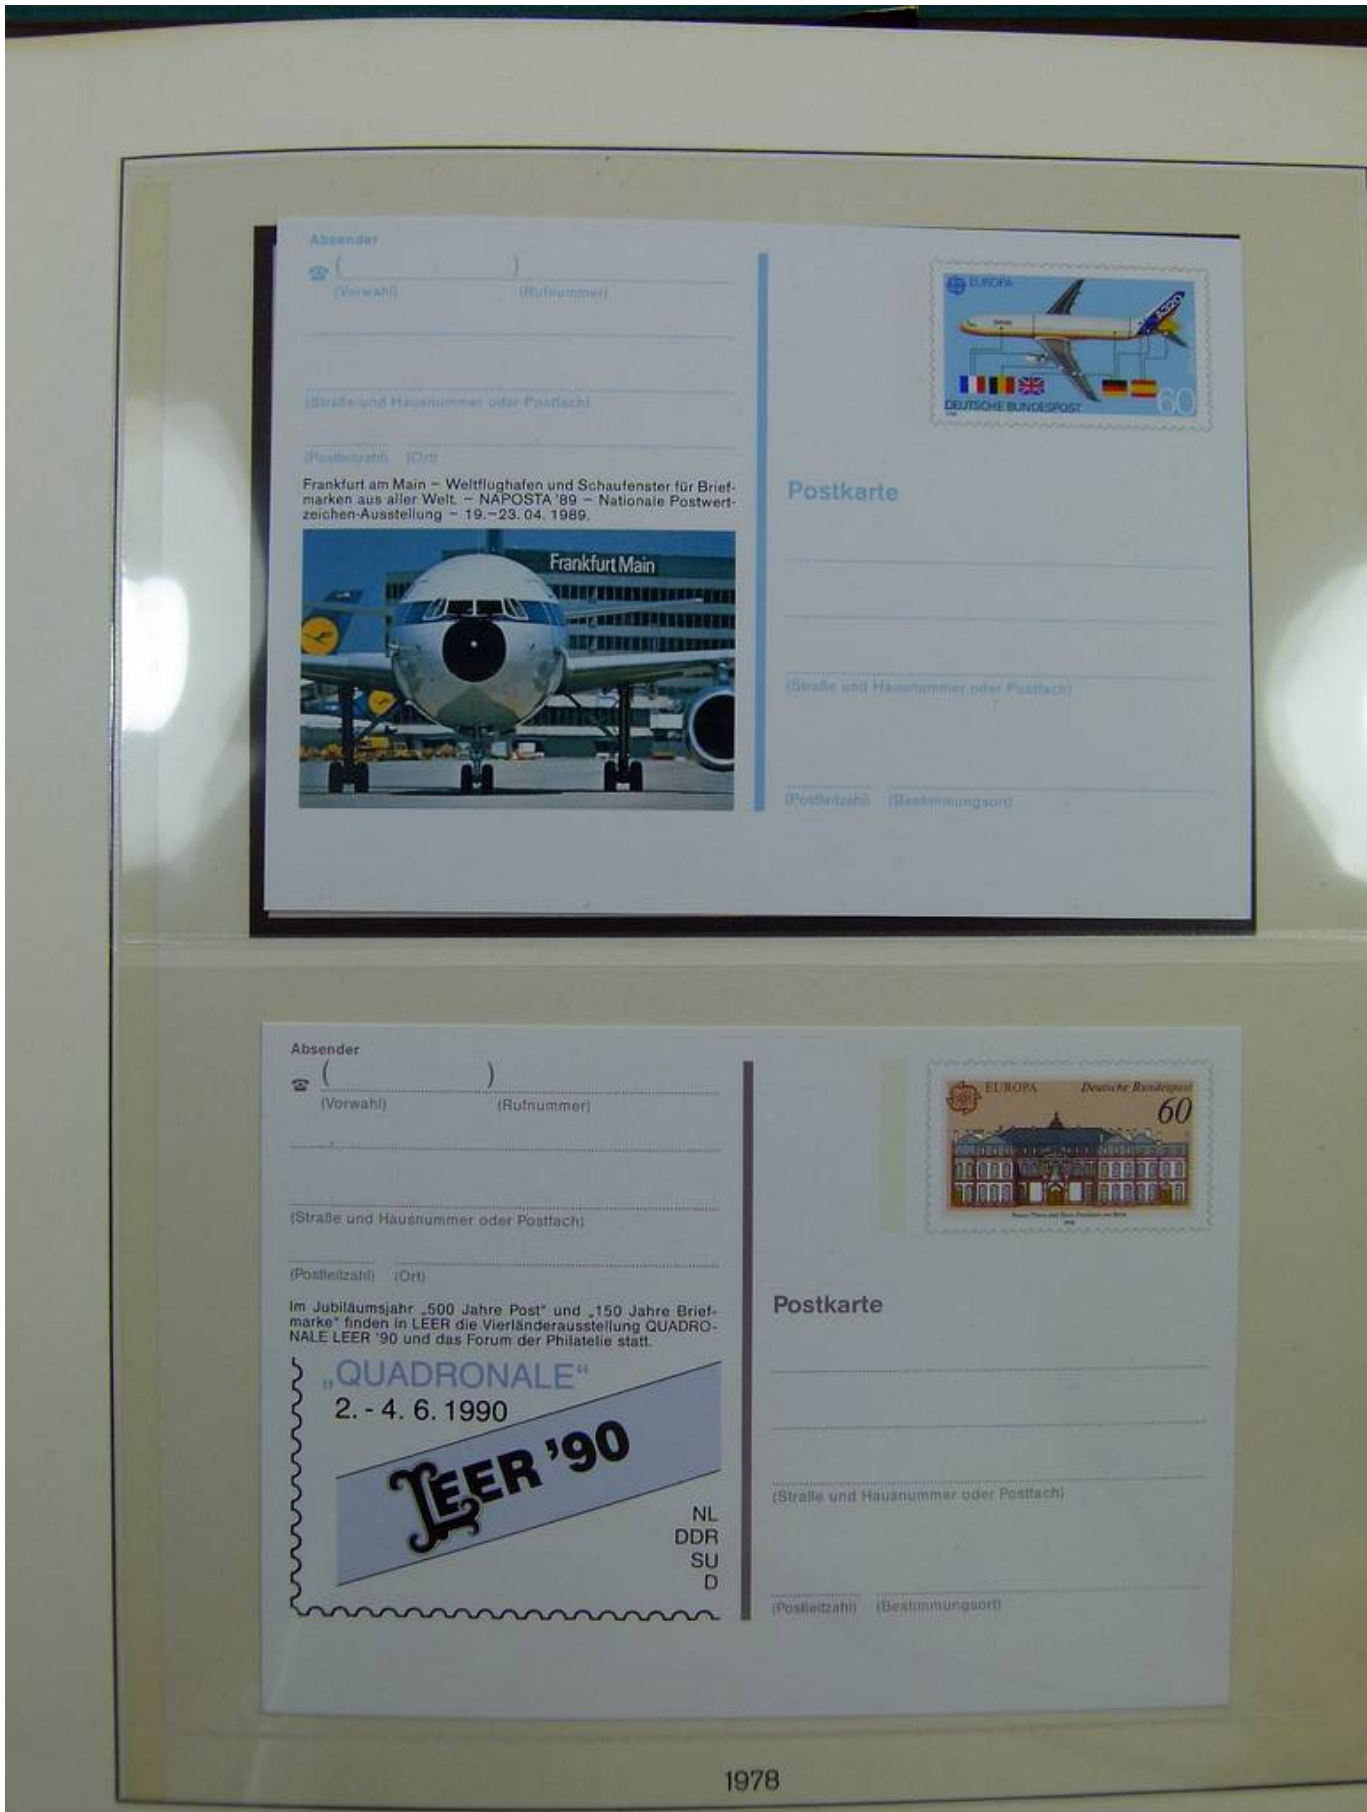 Absender
( )
(Vorwahl) (Rufnummer)
(Straße und Hausnummer oder Postfach)
(Postleitzahl) (Ort)
Frankfurt am Main – Weltflughafen und Schaufenster für Brief-
marken aus aller Welt. – NAPOSTA '89 – Nationale Postwert-
zeichen-Ausstellung – 19.–23. 04. 1989.
Frankfurt Main
EUROPA
A320
DEUTSCHE BUNDESPOST 60
Postkarte
(Straße und Hausnummer oder Postfach)
(Postleitzahl) (Bestimmungsort)
Absender
( )
(Vorwahl) (Rufnummer)
(Straße und Hausnummer oder Postfach)
(Postleitzahl) (Ort)
Im Jubiläumsjahr „500 Jahre Post“ und „150 Jahre Brief-
marke“ finden in LEER die Vierländerausstellung QUADRO-
NALE LEER '90 und das Forum der Philatelie statt.
„QUADRONALE“
2. - 4. 6. 1990
LEER '90
NL
DDR
SU
D
EUROPA Deutsche Bundespost
60
Postkarte
(Straße und Hausnummer oder Postfach)
(Postleitzahl) (Bestimmungsort)
1978